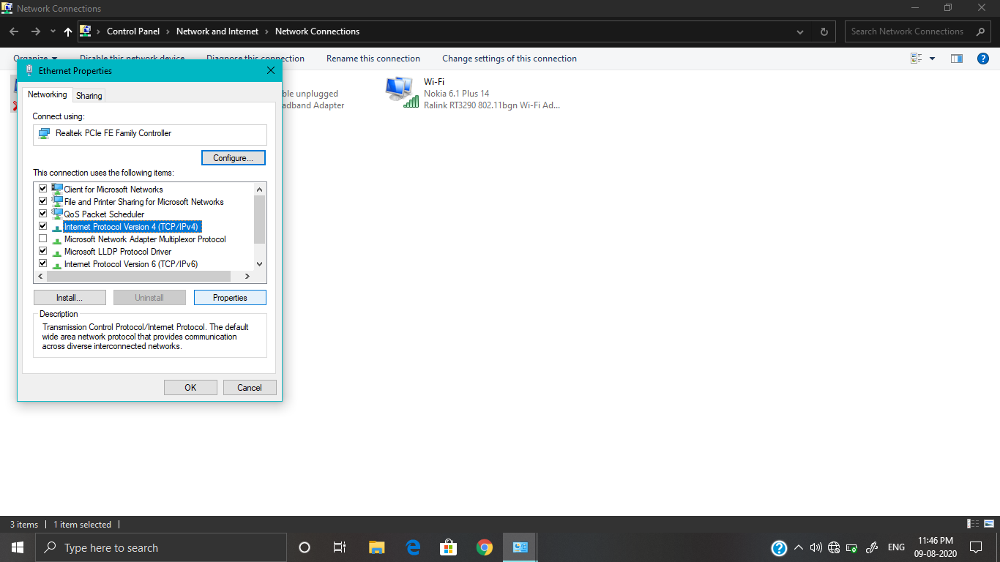 Network Connections
Control Panel > Network and Internet > Network Connections
Search Network Connections
Organize
Disable this network device
Diagnose this connection
Rename this connection
Change settings of this connection
Ethernet Properties
Networking
Sharing
Connect using:
Realtek PCIe FE Family Controller
Configure...
This connection uses the following items:
Client for Microsoft Networks
File and Printer Sharing for Microsoft Networks
QoS Packet Scheduler
Internet Protocol Version 4 (TCP/IPv4)
Microsoft Network Adapter Multiplexor Protocol
Microsoft LLDP Protocol Driver
Internet Protocol Version 6 (TCP/IPv6)
Install...
Uninstall
Properties
Description
Transmission Control Protocol/Internet Protocol. The default
wide area network protocol that provides communication
across diverse interconnected networks.
OK
Cancel
ble unplugged
adband Adapter
Wi-Fi
Nokia 6.1 Plus 14
Ralink RT3290 802.11bgn Wi-Fi Ad...
3 items
1 item selected
Type here to search
ENG
11:46 PM
09-08-2020